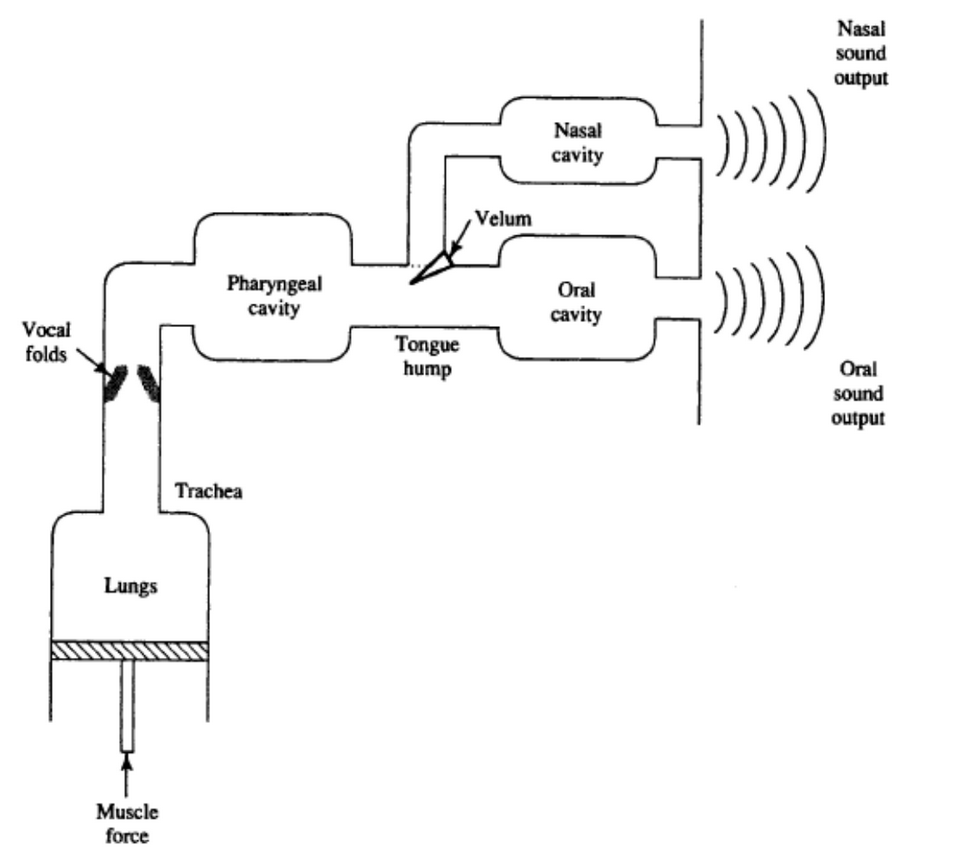 Nasal
sound
output
Nasal
cavity
Velum
Pharyngeal
cavity
Oral
cavity
Vocal
folds
Tongue
hump
Oral
sound
output
Trachea
Lungs
Muscle
force